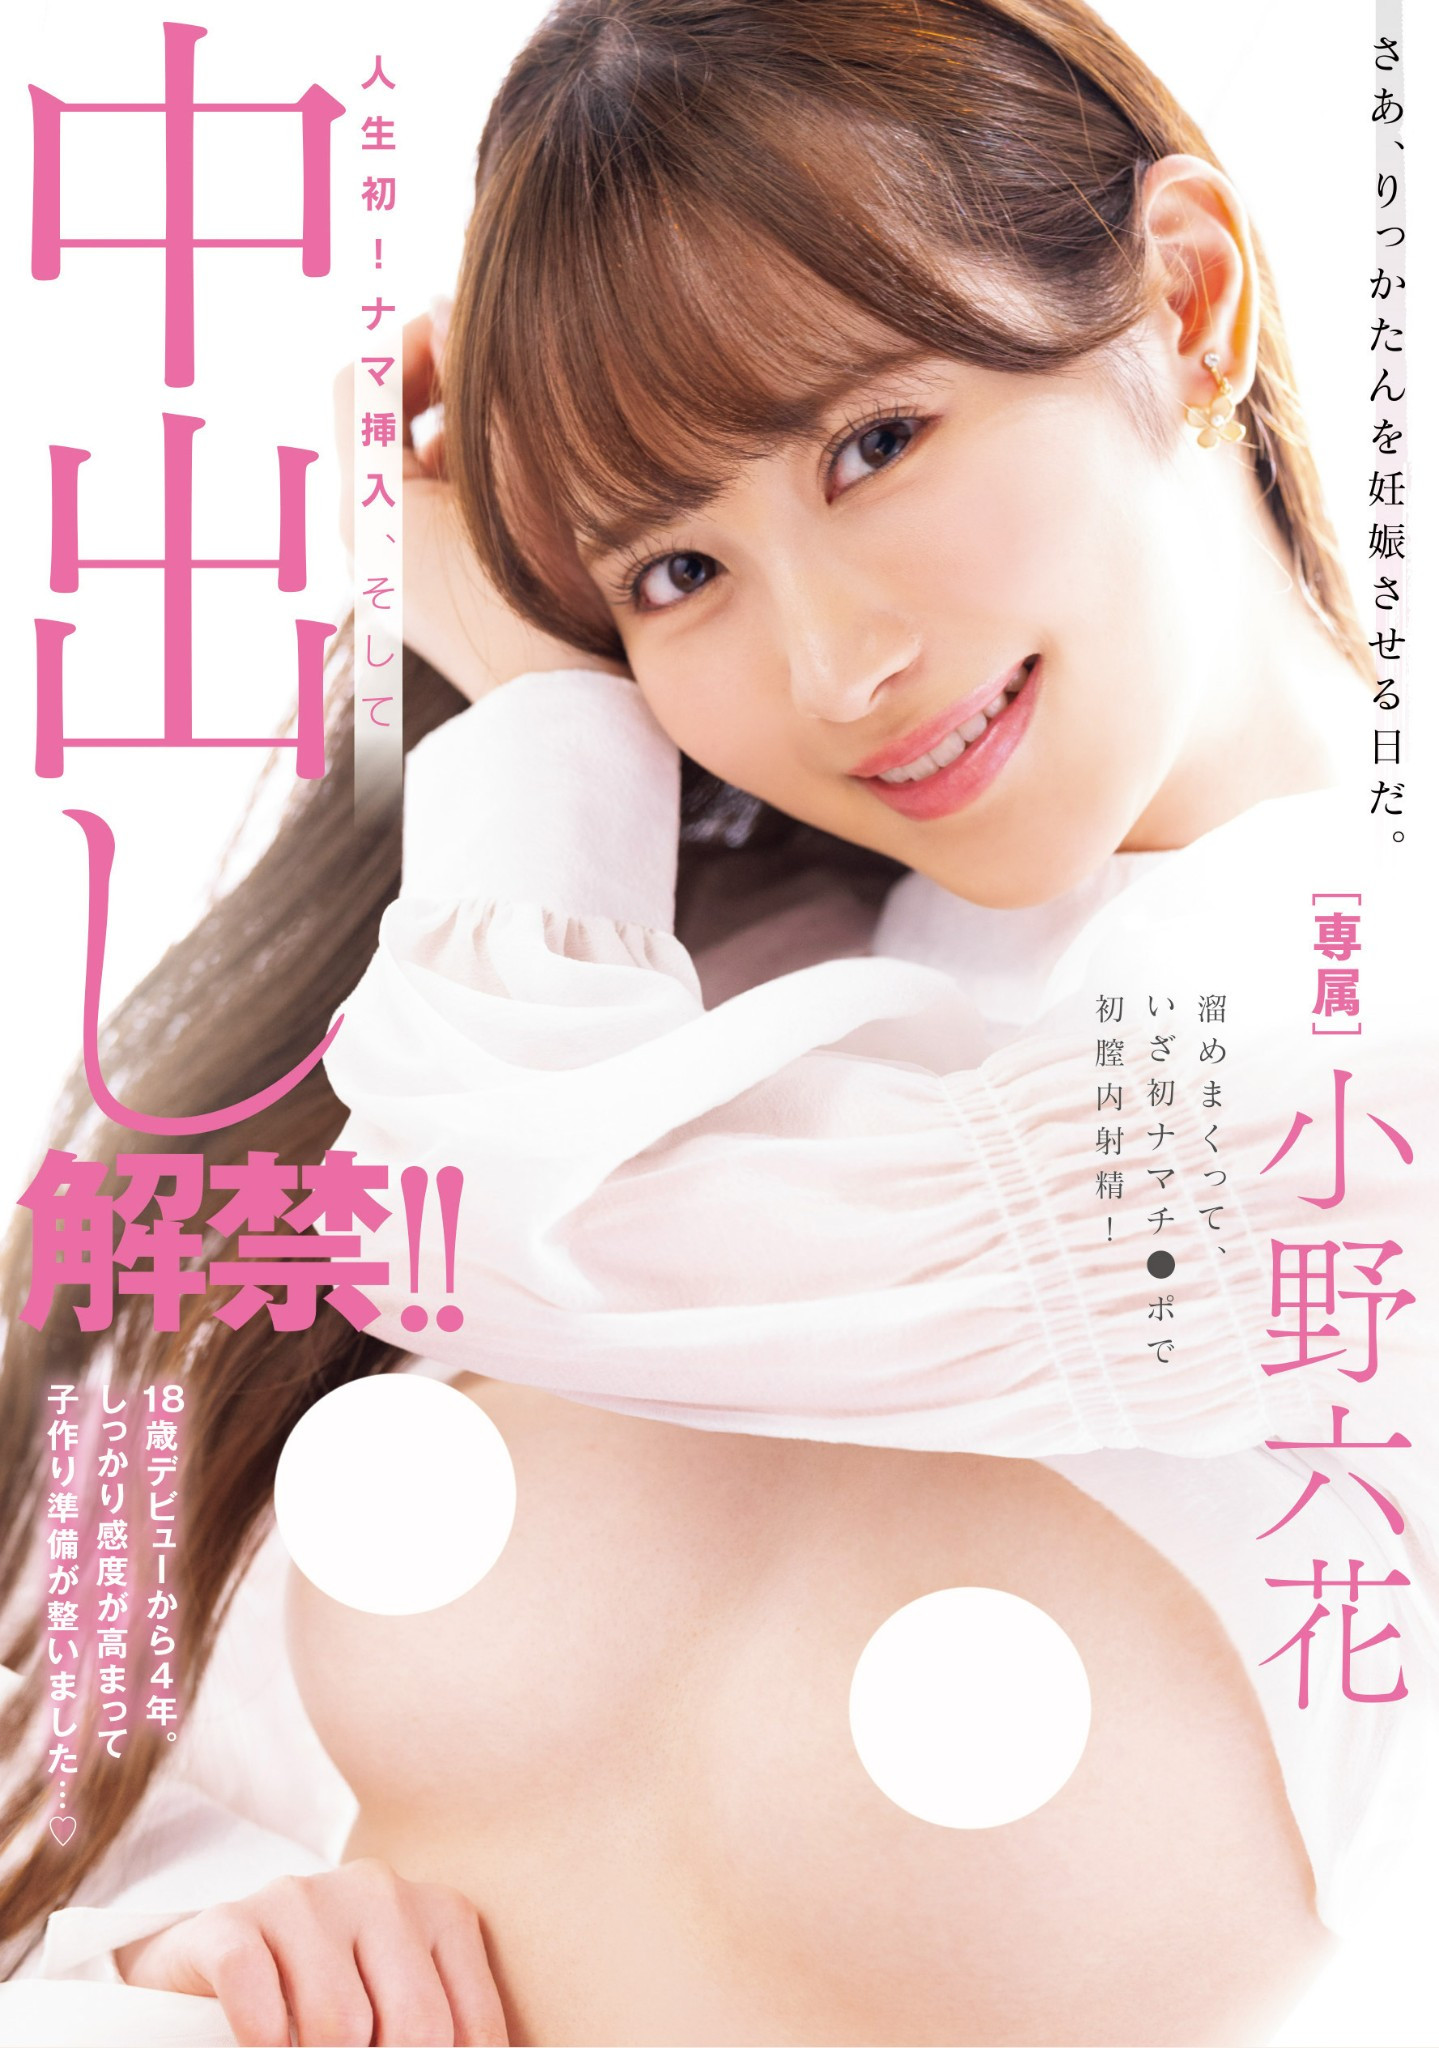 さあ、りっかたんを妊娠させる日だ。
人生初！ナマ挿入、そして
中出し
解禁!!
［専属］小野六花
溜めまくって、
いざ初ナマチ●ポで
初膣内射精！
18歳デビューから4年。
しっかり感度が高まって
子作り準備が整いました…♡